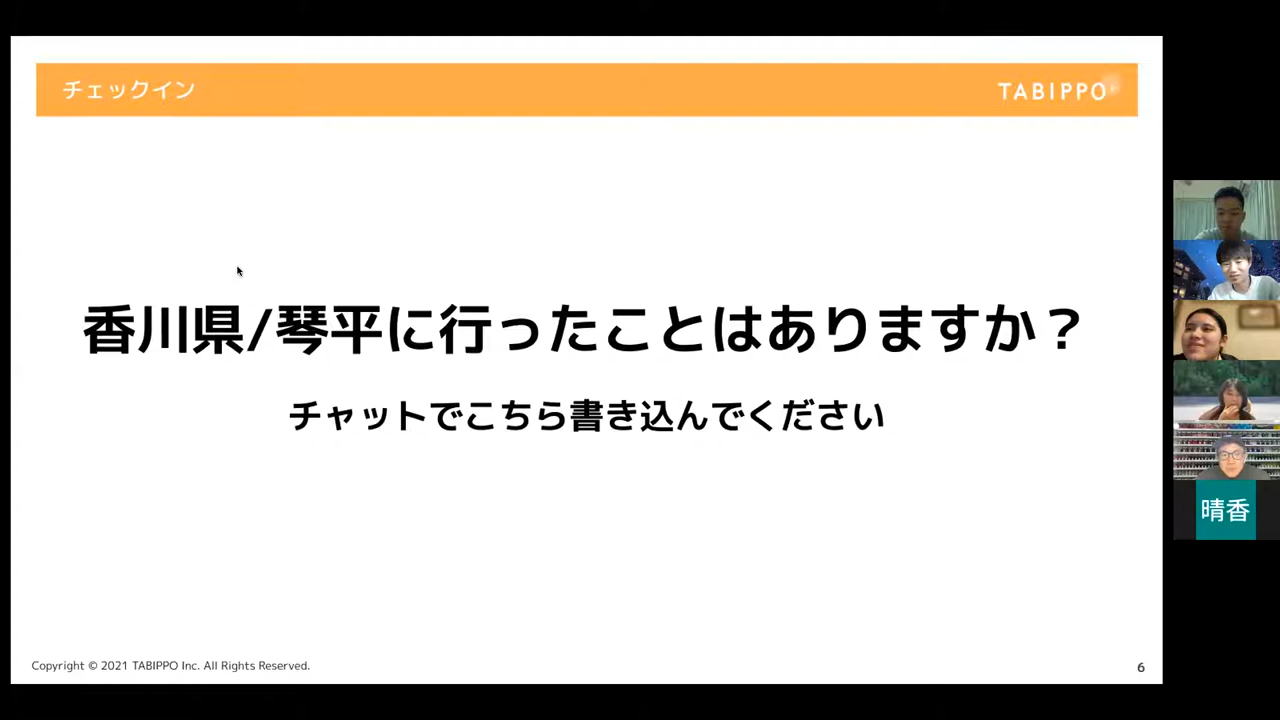 チェックイン
TABIPPO
香川県/琴平に行ったことはありますか？
チャットでこちら書き込んでください
晴香
Copyright © 2021 TABIPPO Inc. All Rights Reserved.
6